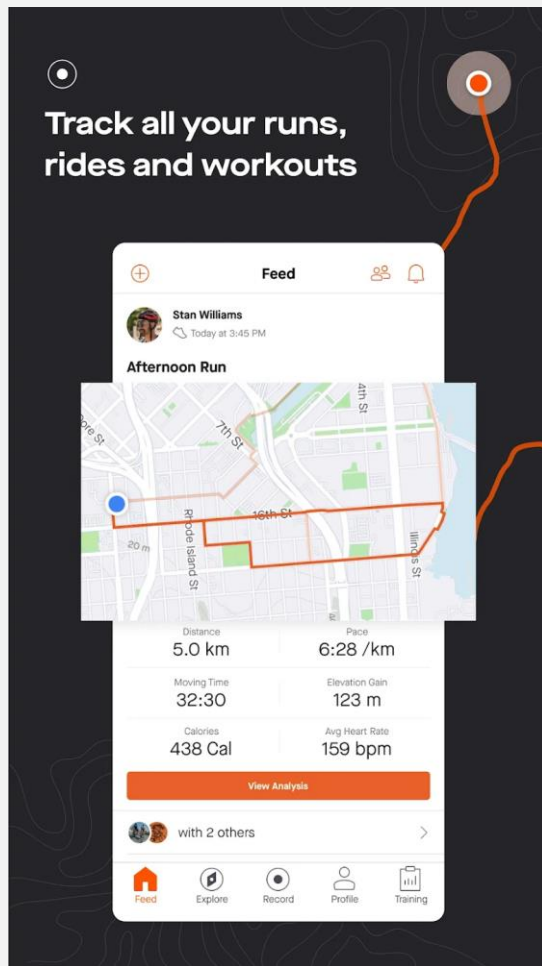 Track all your runs,
rides and workouts
Feed
Stan Williams
Today at 3:45 PM
Afternoon Run
4th St
7th St
16th St
Rhode Island St
Illinois St
20 m
Distance
Pace
5.0 km
6:28 /km
Moving Time
Elevation Gain
32:30
123 m
Calories
Avg Heart Rate
438 Cal
159 bpm
View Analysis
with 2 others
Feed
Explore
Record
Profile
Training